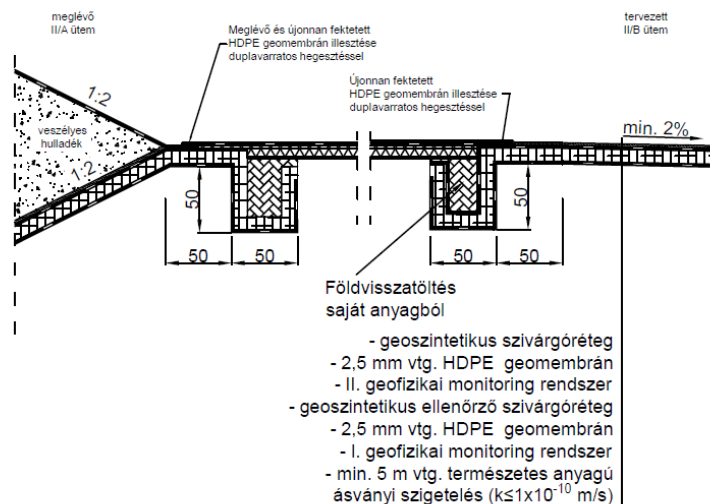 meglévő
II/A ütem
tervezett
II/B ütem
Meglévő és újonnan fektetett
HDPE geomembrán illesztése
duplavarratos hegesztéssel
Újonnan fektetett
HDPE geomembrán illesztése
duplavarratos hegesztéssel
1:2
min. 2%
veszélyes
hulladék
1:2
50
50
50
50
50
50
Földvisszatöltés
saját anyagból
- geoszintetikus szivárgóréteg
- 2,5 mm vtg. HDPE geomembrán
- II. geofizikai monitoring rendszer
- geoszintetikus ellenőrző szivárgóréteg
- 2,5 mm vtg. HDPE geomembrán
- I. geofizikai monitoring rendszer
- min. 5 m vtg. természetes anyagú
ásványi szigetelés (k≤1x10⁻¹⁰ m/s)